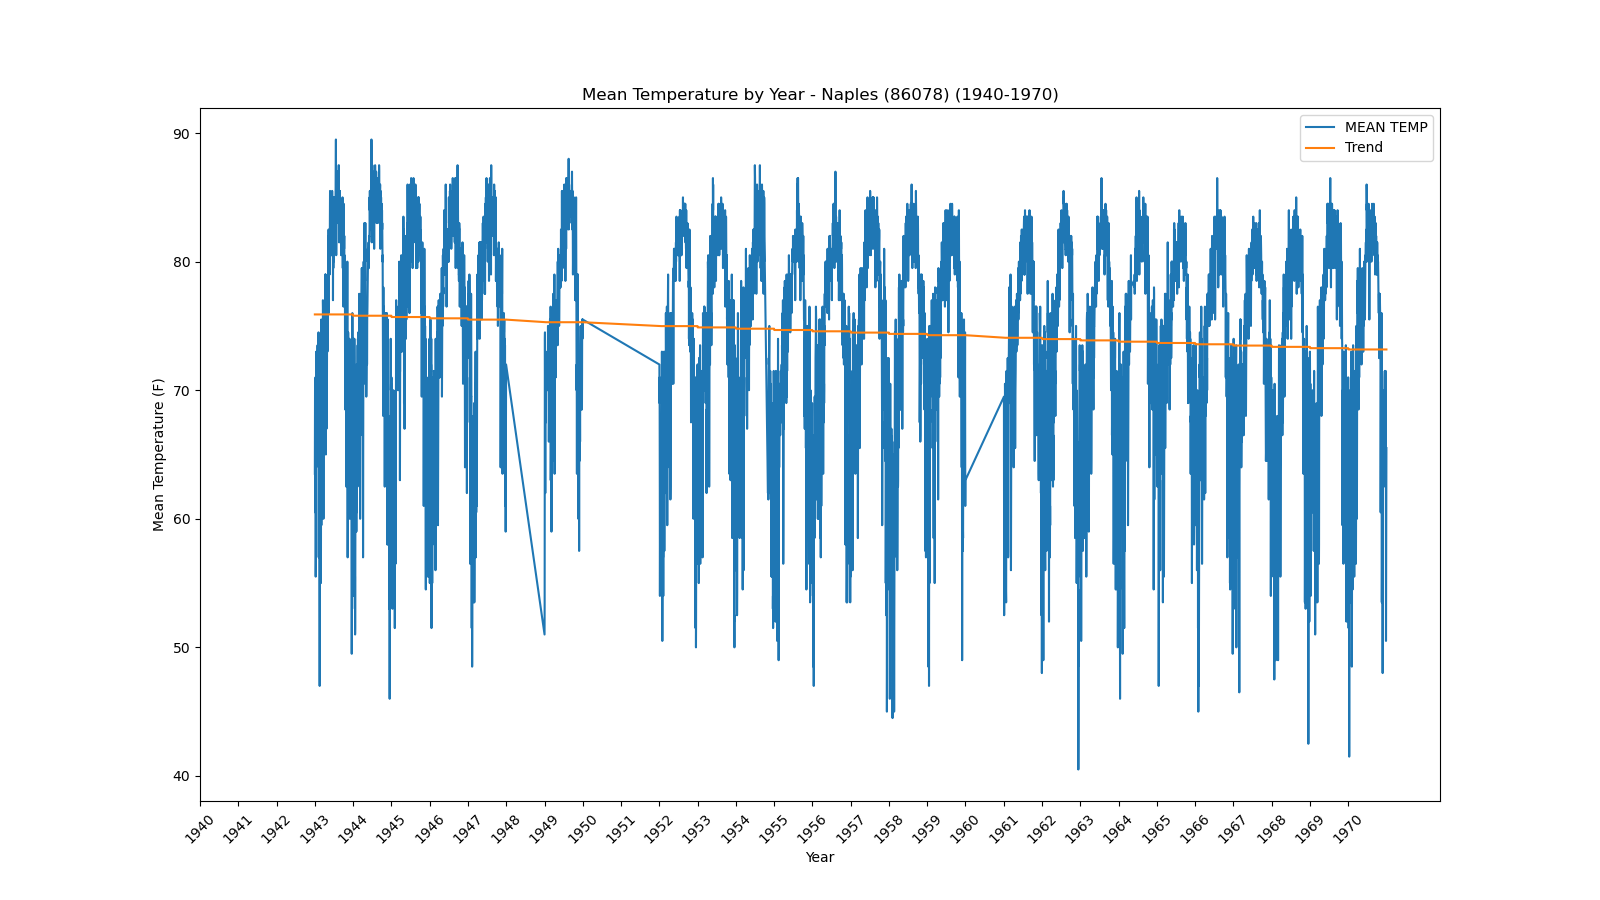 Mean Temperature by Year - Naples (86078) (1940-1970)
MEAN TEMP
Trend
90
80
70
60
50
40
Mean Temperature (F)
1940 1941 1942 1943 1944 1945 1946 1947 1948 1949 1950 1951 1952 1953 1954 1955 1956 1957 1958 1959 1960 1961 1962 1963 1964 1965 1966 1967 1968 1969 1970
Year